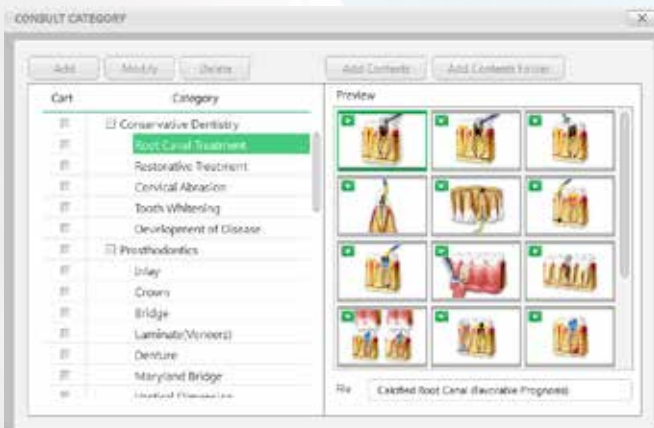 CONSULT CATEGORY
Add Modify Delete Add Contents Add Contents Folder
Cart Category Preview
Conservative Dentistry
Root Canal Treatment
Restorative Treatment
Cervical Abrasion
Tooth Whitening
Development of Disease
Prosthodontics
Inlay
Crown
Bridge
Laminate(Veneers)
Denture
Maryland Bridge
Vertical Dimension
File Calcified Root Canal (Favorable Prognosis)